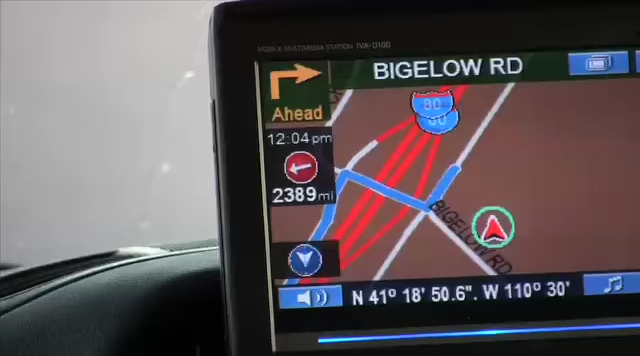 MOBILE MULTIMEDIA STATION IVA-D100
BIGELOW RD
Ahead
12:04 pm
80
80
2389 mi
BIGELOW RD
N 41° 18' 50.6". W 110° 30'